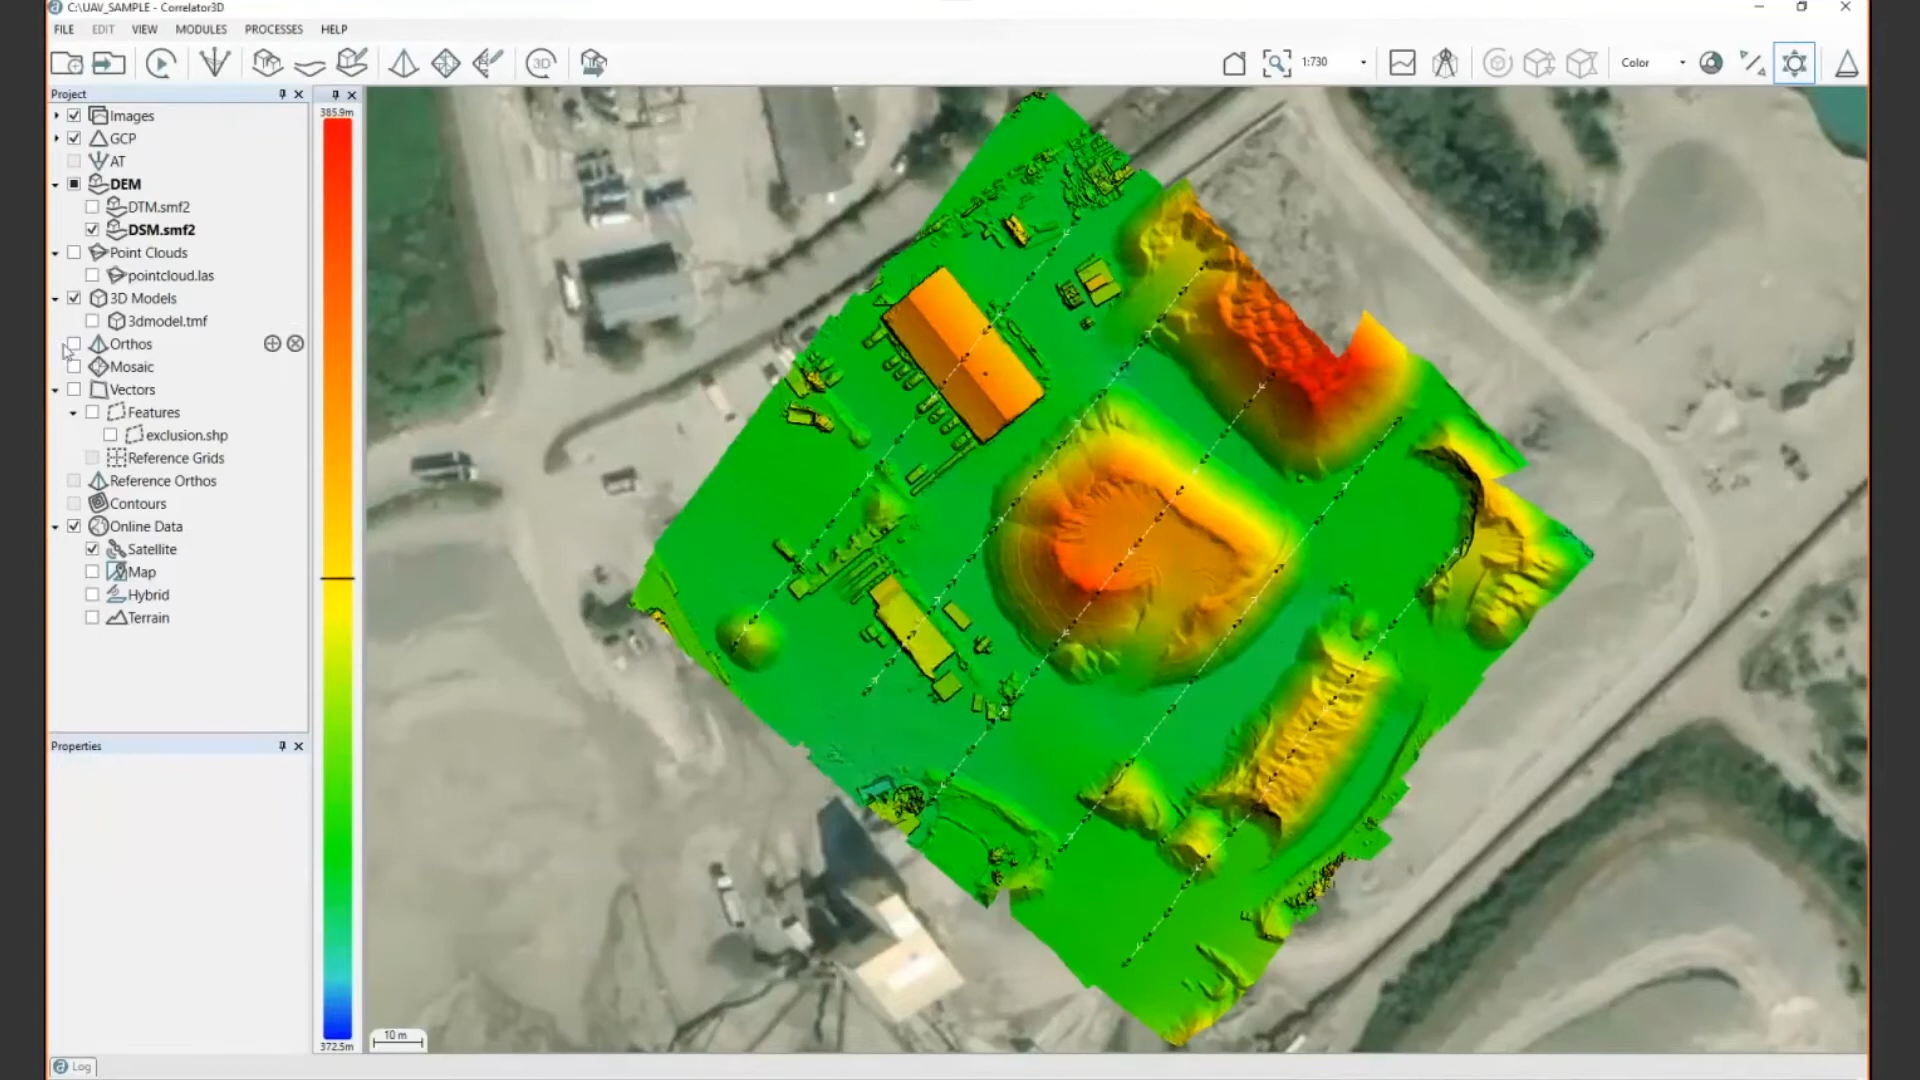 C:\UAV_SAMPLE - Correlator3D
FILE EDIT VIEW MODULES PROCESSES HELP
3D
1:730
Color
Project
385.9m
Images
GCP
AT
DEM
DTM.smf2
DSM.smf2
Point Clouds
pointcloud.las
3D Models
3dmodel.tmf
Orthos
Mosaic
Vectors
Features
exclusion.shp
Reference Grids
Reference Orthos
Contours
Online Data
Satellite
Map
Hybrid
Terrain
Properties
372.5m
10 m
Log